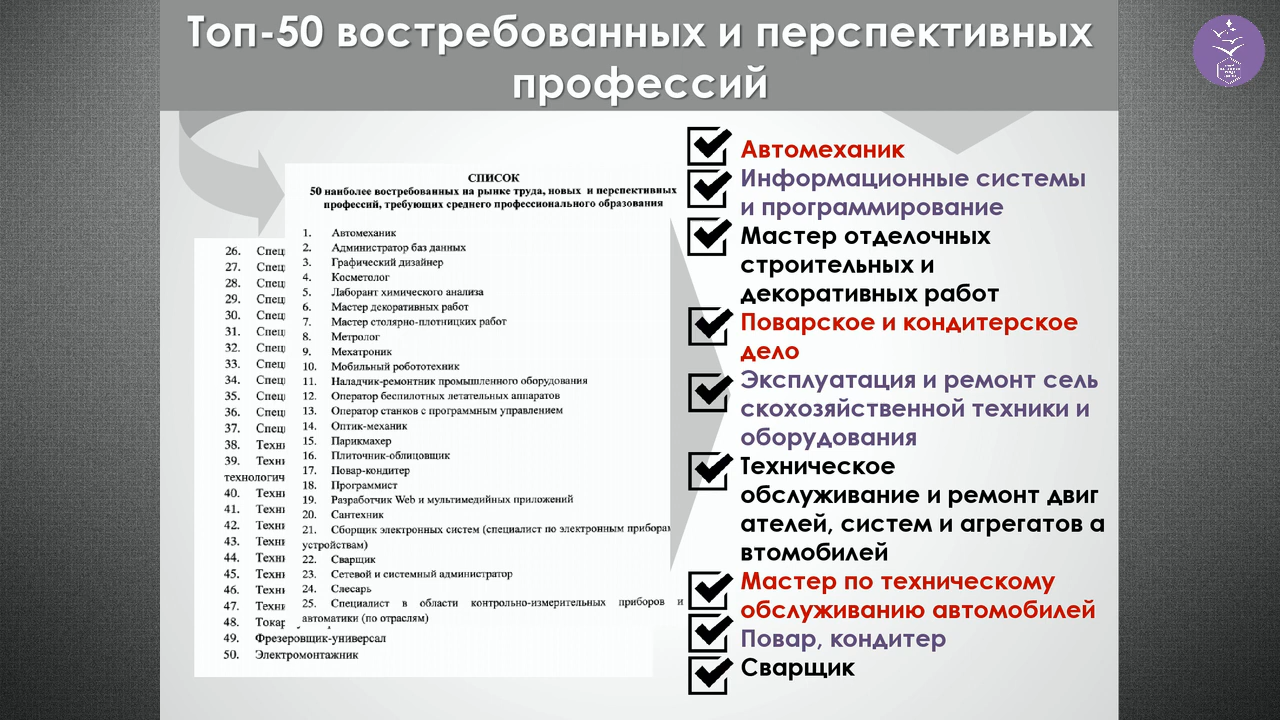 Топ-50 востребованных и перспективных
профессий
СПИСОК
50 наиболее востребованных на рынке труда, новых и перспективных
профессий, требующих среднего профессионального образования
1. Автомеханик
2. Администратор баз данных
3. Графический дизайнер
4. Косметолог
5. Лаборант химического анализа
6. Мастер декоративных работ
7. Мастер столярно-плотницких работ
8. Метролог
9. Мехатроник
10. Мобильный робототехник
11. Наладчик-ремонтник промышленного оборудования
12. Оператор беспилотных летательных аппаратов
13. Оператор станков с программным управлением
14. Оптик-механик
15. Парикмахер
16. Плиточник-облицовщик
17. Повар-кондитер
18. Программист
19. Разработчик Web и мультимедийных приложений
20. Сантехник
21. Сборщик электронных систем (специалист по электронным приборам
устройствам)
22. Сварщик
23. Сетевой и системный администратор
24. Слесарь
25. Специалист в области контрольно-измерительных приборов и
автоматики (по отраслям)
26. Спец
27. Спец
28. Спец
29. Спец
30. Спец
31. Спец
32. Спец
33. Спец
34. Спец
35. Спец
36. Спец
37. Спец
38. Техн
39. Техн
технологич
40. Техн
41. Техн
42. Техн
43. Техн
44. Техн
45. Техн
46. Техн
47. Техн
48. Токар
49. Фрезеровщик-универсал
50. Электромонтажник
Автомеханик
Информационные системы
и программирование
Мастер отделочных
строительных и
декоративных работ
Поварское и кондитерское
дело
Эксплуатация и ремонт сель
скохозяйственной техники и
оборудования
Техническое
обслуживание и ремонт двиг
ателей, систем и агрегатов а
втомобилей
Мастер по техническому
обслуживанию автомобилей
Повар, кондитер
Сварщик